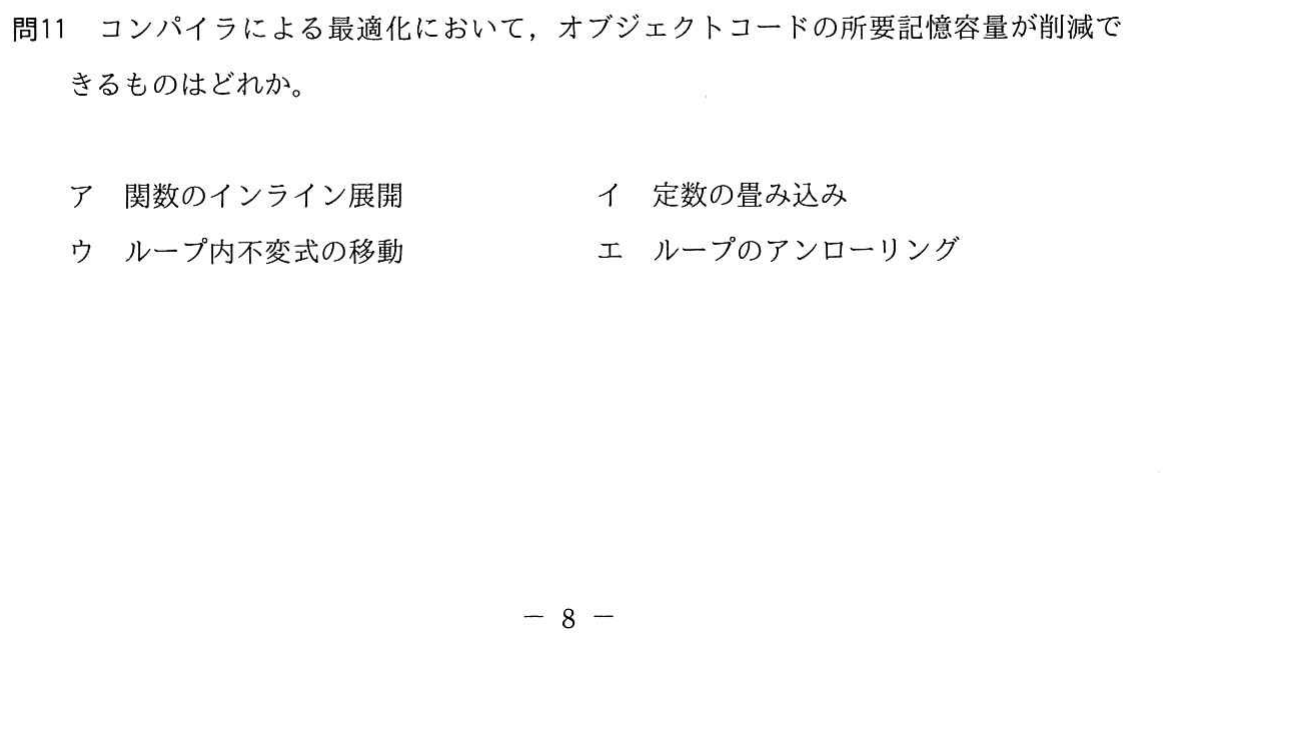 問11 コンパイラによる最適化において，オブジェクトコードの所要記憶容量が削減で
きるものはどれか。
ア 関数のインライン展開 イ 定数の畳み込み
ウ ループ内不変式の移動 エ ループのアンローリング
－ 8 －